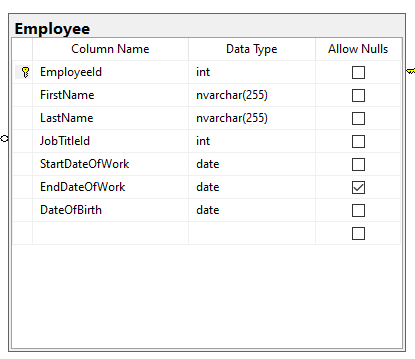 Employee
Column Name Data Type Allow Nulls
EmployeeId int
FirstName nvarchar(255)
LastName nvarchar(255)
JobTitleId int
StartDateOfWork date
EndDateOfWork date
DateOfBirth date